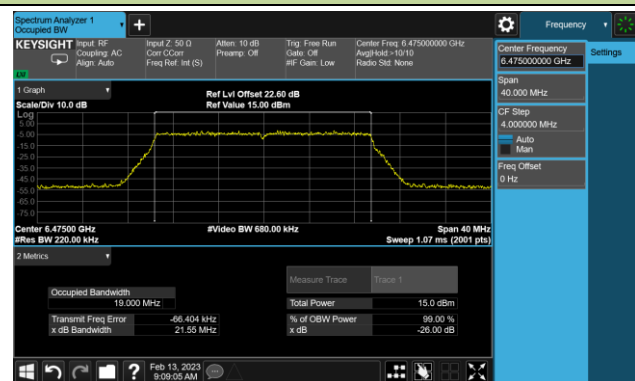 Spectrum Analyzer 1
Occupied BW
Frequency
KEYSIGHT
Input: RF
Coupling: AC
Align: Auto
Input Z: 50 Ω
Corr CCorr
Freq Ref: Int (S)
Atten: 10 dB
Preamp: Off
Trig: Free Run
Gate: Off
#IF Gain: Low
Center Freq: 6.475000000 GHz
Avg|Hold:>10/10
Radio Std: None
LXI
Center Frequency
6.475000000 GHz
Settings
Span
40.000 MHz
CF Step
4.000000 MHz
Auto
Man
Freq Offset
0 Hz
1 Graph
Scale/Div 10.0 dB
Ref Lvl Offset 22.60 dB
Ref Value 15.00 dBm
Log
5.00
-5.00
-15.0
-25.0
-35.0
-45.0
-55.0
-65.0
-75.0
Center 6.47500 GHz
#Video BW 680.00 kHz
Span 40 MHz
#Res BW 220.00 kHz
Sweep 1.07 ms (2001 pts)
2 Metrics
Measure Trace
Trace 1
Occupied Bandwidth
19.000 MHz
Total Power
15.0 dBm
Transmit Freq Error
-66.404 kHz
% of OBW Power
99.00 %
x dB Bandwidth
21.55 MHz
x dB
-26.00 dB
?
Feb 13, 2023
9:09:05 AM